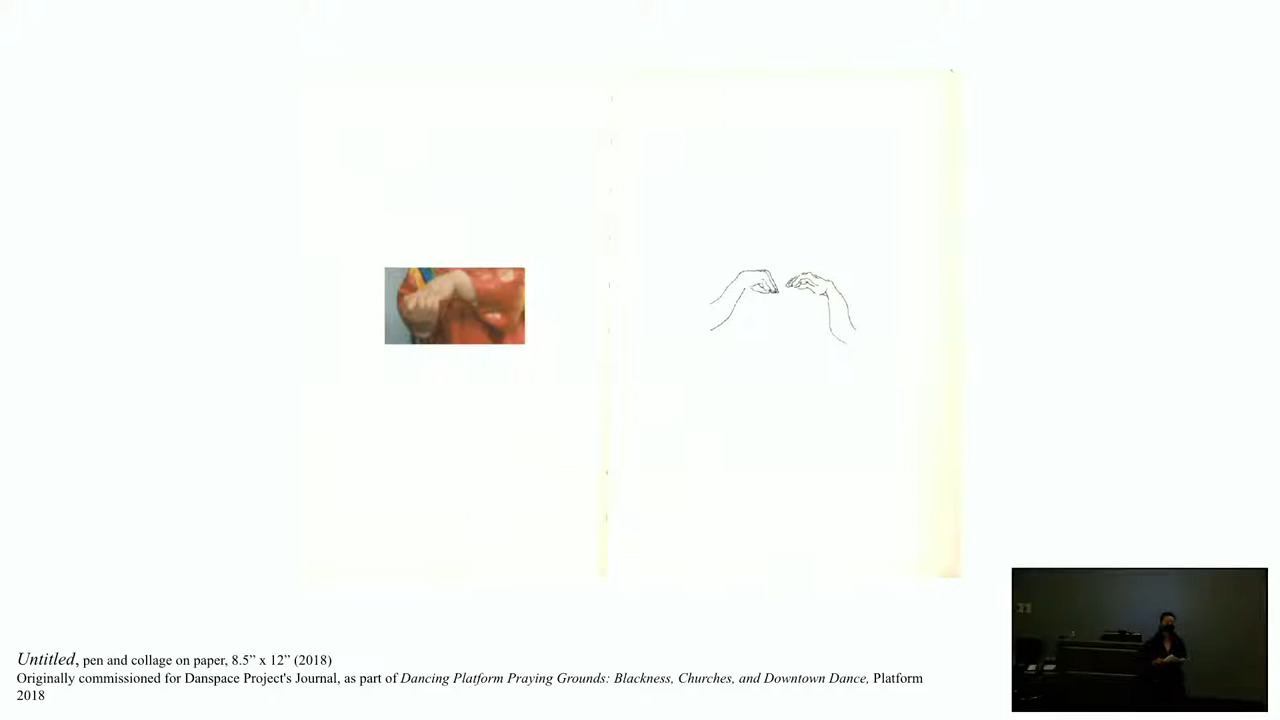 Untitled, pen and collage on paper, 8.5” x 12” (2018)
Originally commissioned for Danspace Project's Journal, as part of Dancing Platform Praying Grounds: Blackness, Churches, and Downtown Dance, Platform
2018